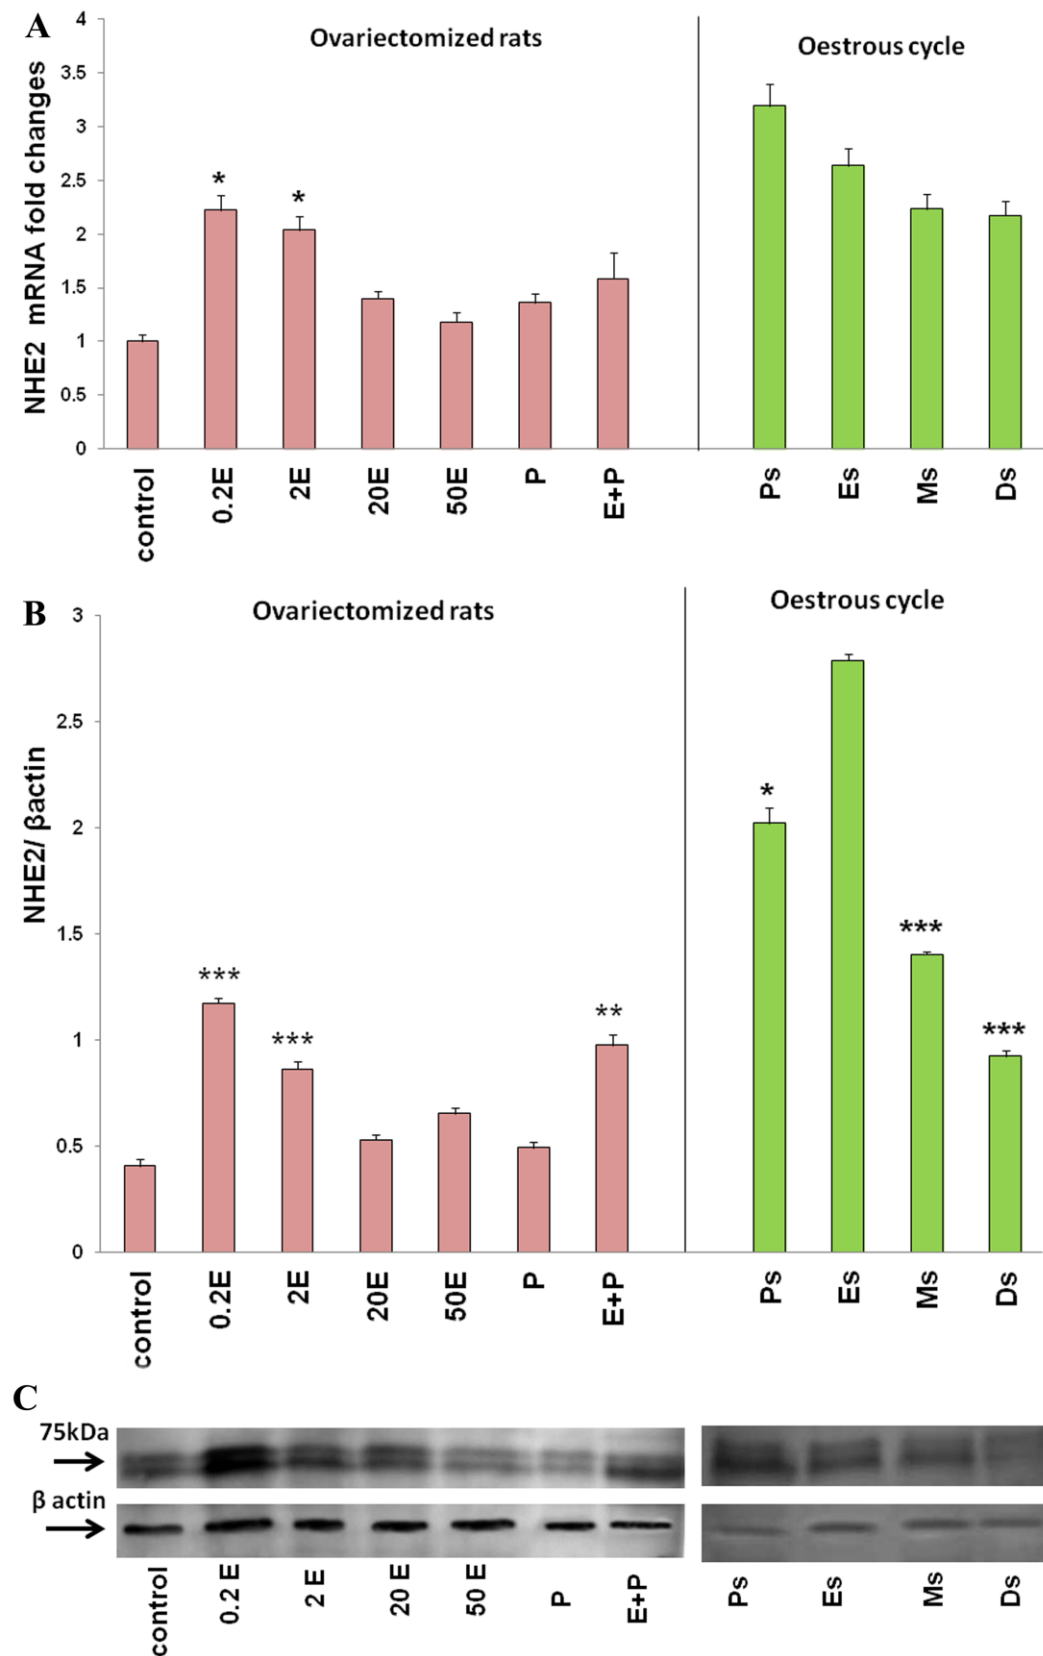 A
Ovariectomized rats
Oestrous cycle
NHE2 mRNA fold changes
4
3.5
3
2.5
2
1.5
1
0.5
0
*
*
control
0.2E
2E
20E
50E
P
E+P
Ps
Es
Ms
Ds
B
Ovariectomized rats
Oestrous cycle
NHE2/ βactin
3
2.5
2
1.5
1
0.5
0
***
***
**
*
***
***
control
0.2E
2E
20E
50E
P
E+P
Ps
Es
Ms
Ds
C
75kDa
β actin
control
0.2 E
2 E
20 E
50 E
P
E+P
Ps
Es
Ms
Ds